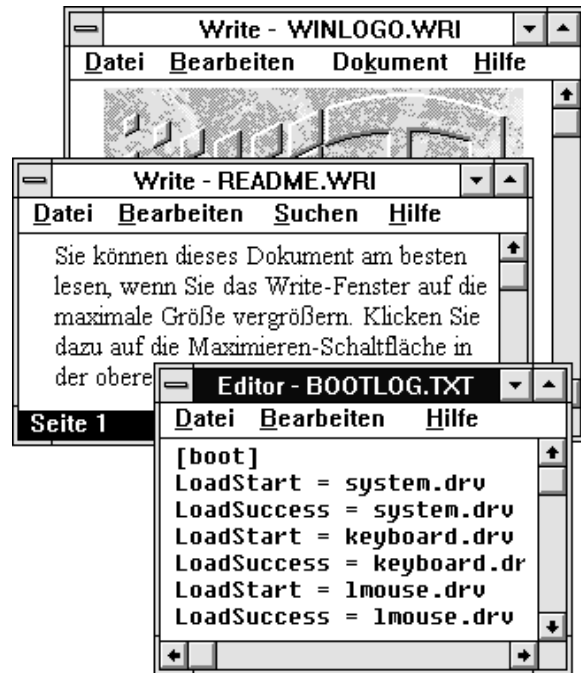 Write - WINLOGO.WRI
Datei Bearbeiten Dokument Hilfe
Write - README.WRI
Datei Bearbeiten Suchen Hilfe
Sie können dieses Dokument am besten
lesen, wenn Sie das Write-Fenster auf die
maximale Größe vergrößern. Klicken Sie
dazu auf die Maximieren-Schaltfläche in
der obere
Seite 1
Editor - BOOTLOG.TXT
Datei Bearbeiten Hilfe
[boot]
LoadStart = system.drv
LoadSuccess = system.drv
LoadStart = keyboard.drv
LoadSuccess = keyboard.dr
LoadStart = lmouse.drv
LoadSuccess = lmouse.drv